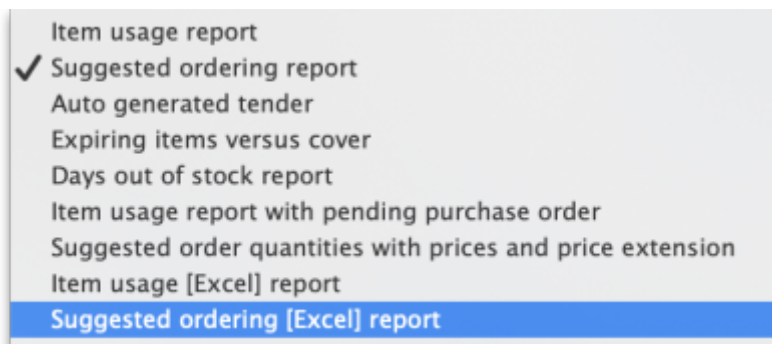 Item usage report
Suggested ordering report
Auto generated tender
Expiring items versus cover
Days out of stock report
Item usage report with pending purchase order
Suggested order quantities with prices and price extension
Item usage [Excel] report
Suggested ordering [Excel] report